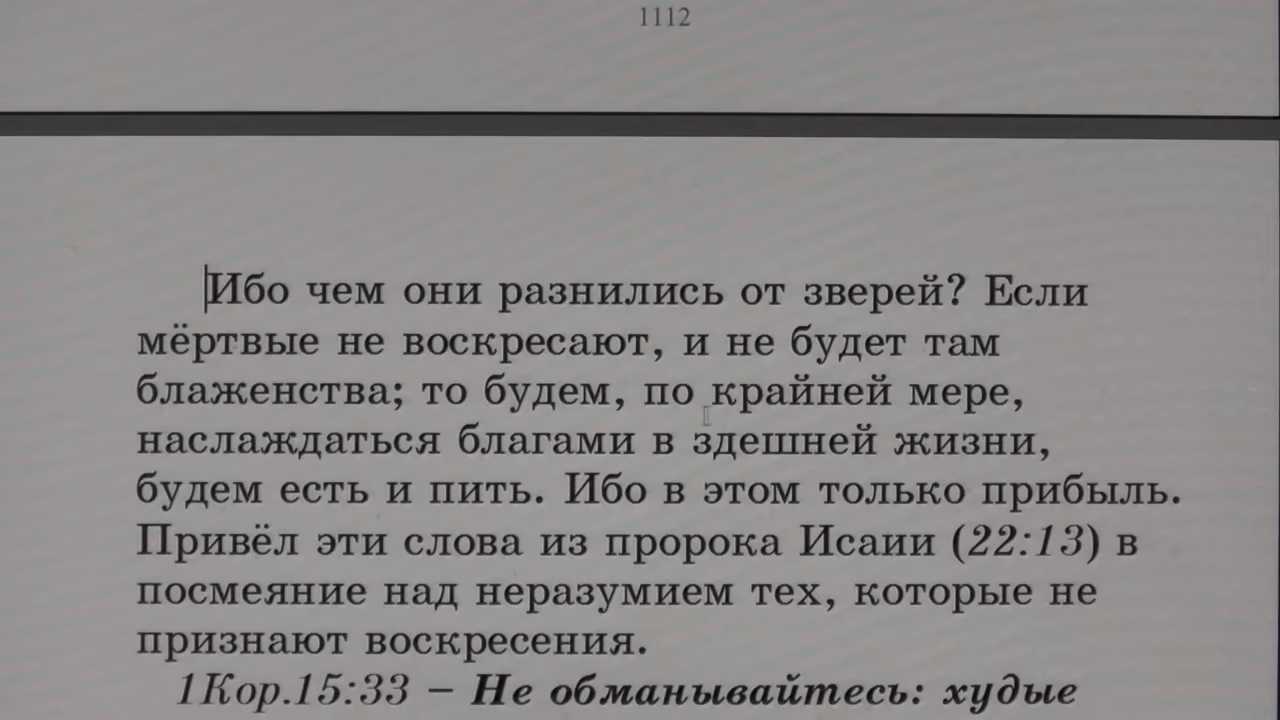 1112
Ибо чем они разнились от зверей? Если
мёртвые не воскресают, и не будет там
блаженства; то будем, по крайней мере,
наслаждаться благами в здешней жизни,
будем есть и пить. Ибо в этом только прибыль.
Привёл эти слова из пророка Исаии (22:13) в
посмеяние над неразумием тех, которые не
признают воскресения.
1Кор.15:33 – Не обманывайтесь: худые